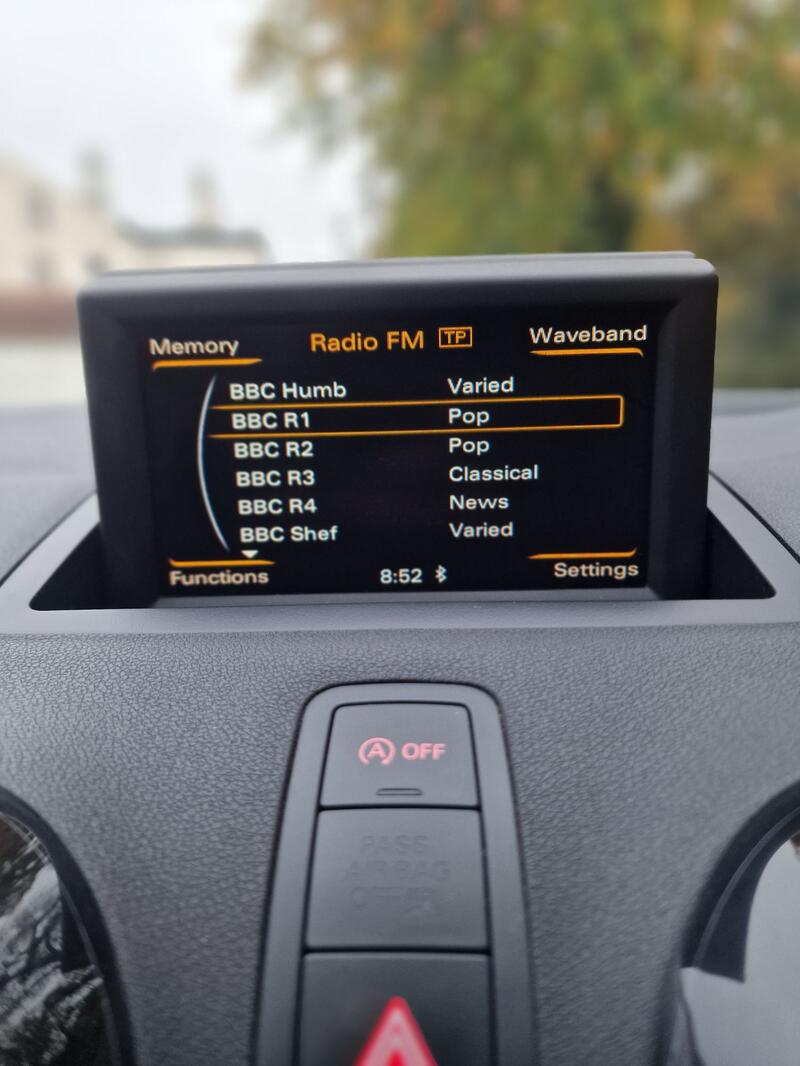 Memory Radio FM TP Waveband
BBC Humb Varied
BBC R1 Pop
BBC R2 Pop
BBC R3 Classical
BBC R4 News
BBC Shef Varied
Functions 8:52 Settings
A OFF
PASS
AIRBAG
OFF